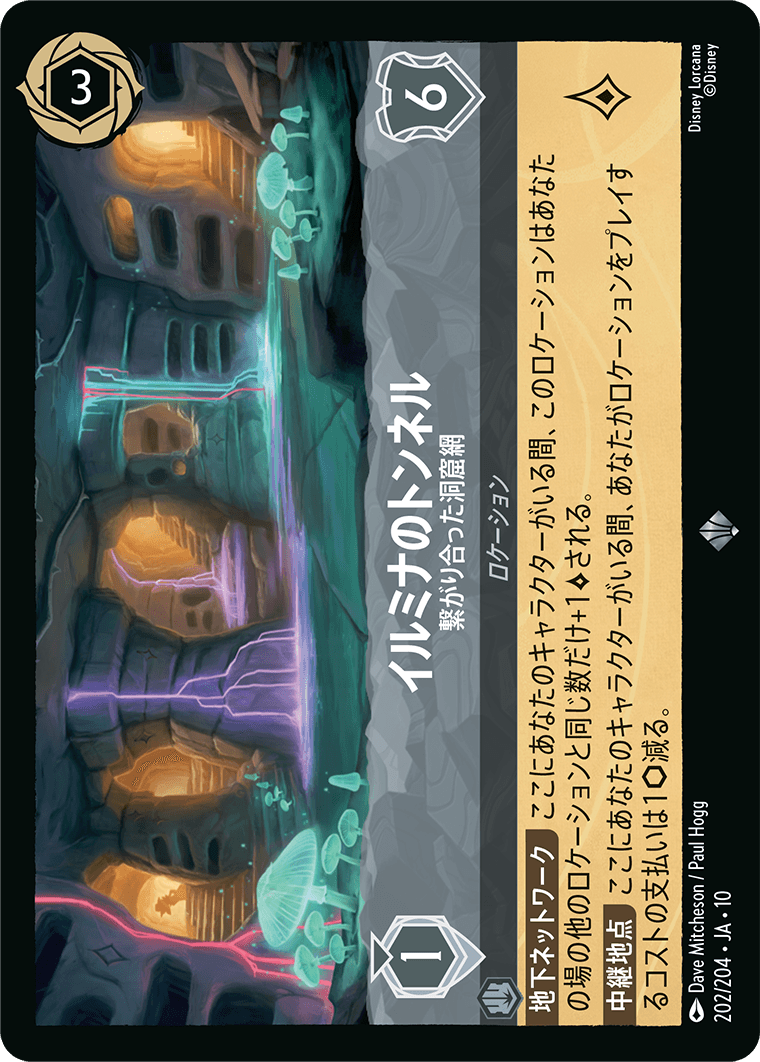 3
イルミナのトンネル
繋がり合った洞窟網
1
6
ロケーション
地下ネットワーク ここにあなたのキャラクターがいる間、このロケーションはあなた
の場の他のロケーションと同じ数だけ+1される。
中継地点 ここにあなたのキャラクターがいる間、あなたがロケーションをプレイす
るコストの支払いは1減る。
Dave Mitcheson / Paul Hogg
202/204 • JA • 10
Disney Lorcana
©Disney